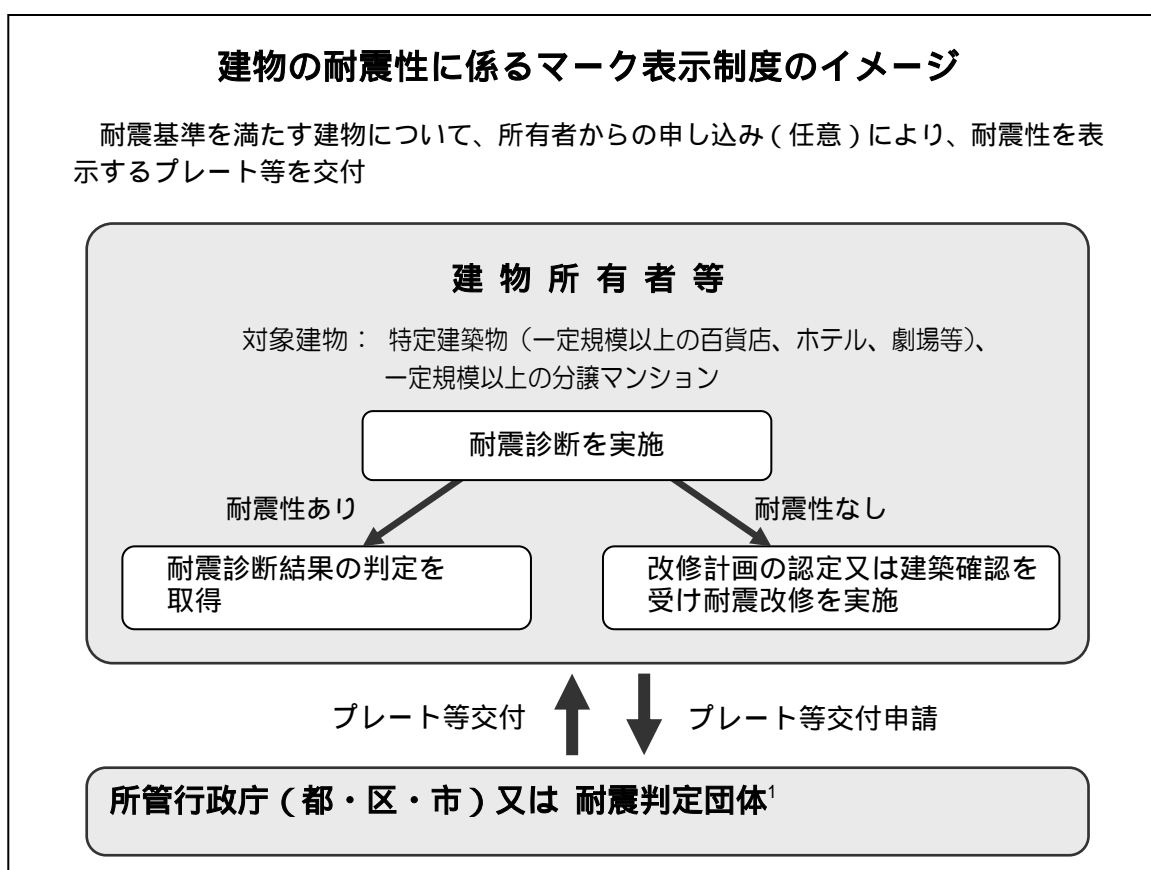 建物の耐震性に係るマーク表示制度のイメージ
耐震基準を満たす建物について、所有者からの申し込み（任意）により、耐震性を表
示するプレート等を交付
建物所有者等
対象建物： 特定建築物（一定規模以上の百貨店、ホテル、劇場等）、
一定規模以上の分譲マンション
耐震診断を実施
耐震性あり
耐震性なし
耐震診断結果の判定を
取得
改修計画の認定又は建築確認を
受け耐震改修を実施
プレート等交付
プレート等交付申請
所管行政庁（都・区・市）又は 耐震判定団体1